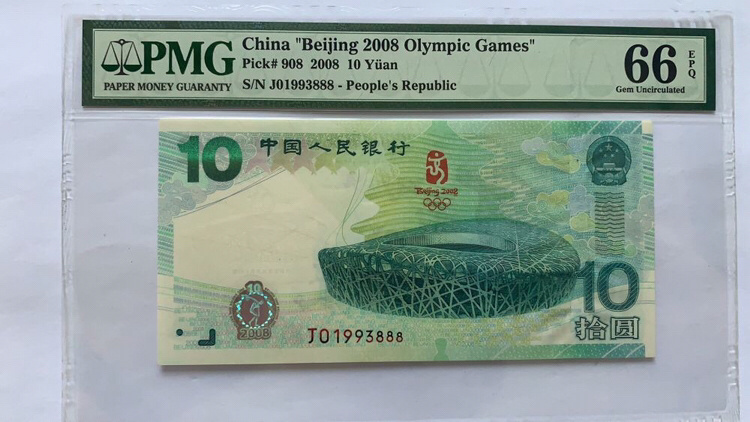 PMG
PAPER MONEY GUARANTY
China "Beijing 2008 Olympic Games"
Pick# 908 2008 10 Yüan
S/N J01993888 - People's Republic
66
EPQ
Gem Uncirculated
10 中国人民银行
Beijing 2008
10
2008
J01993888
10
拾圆